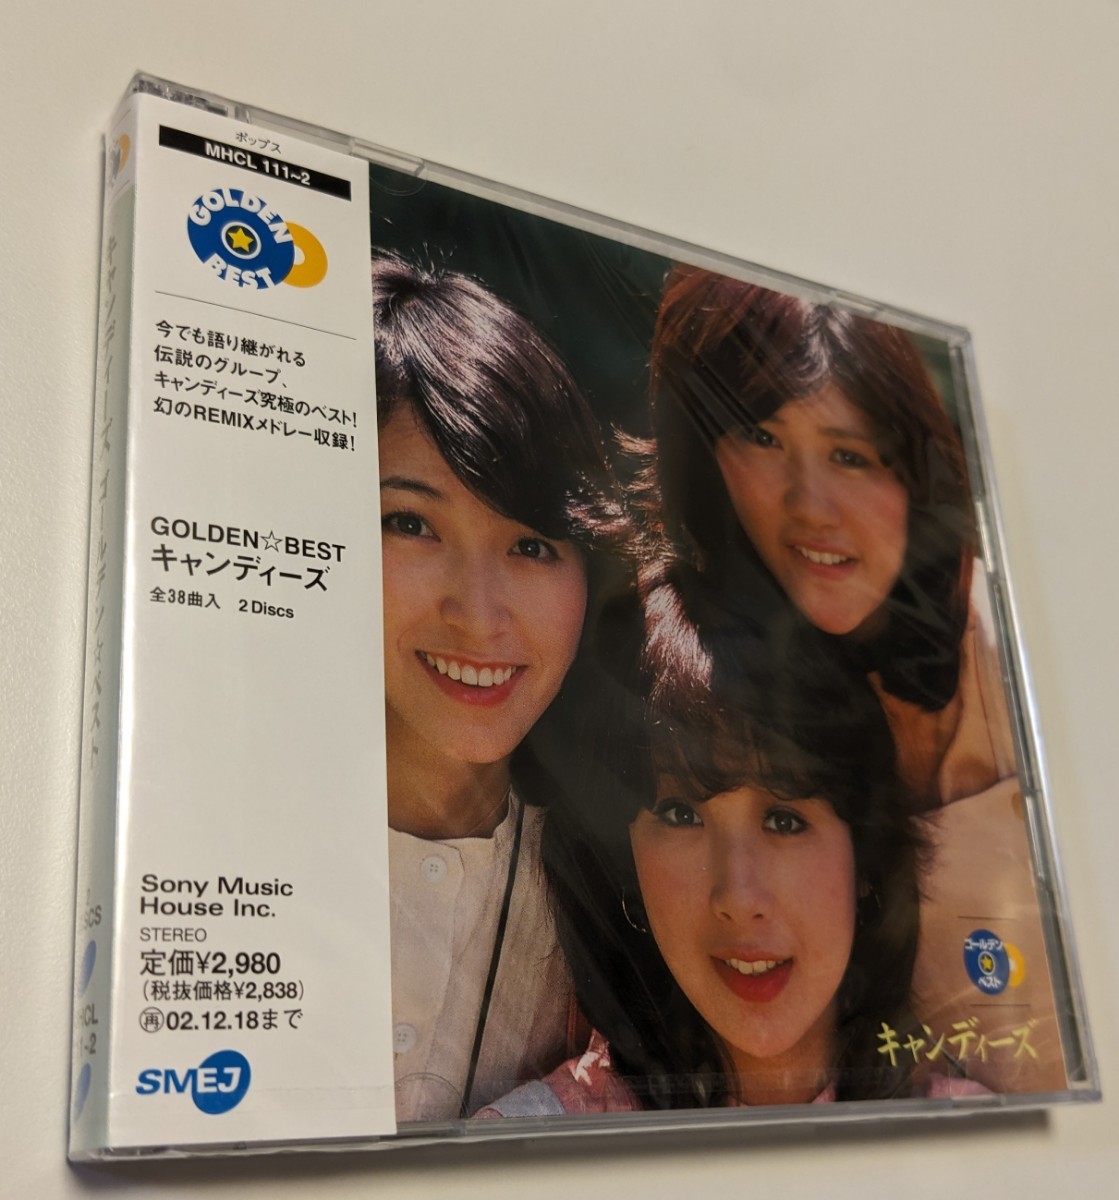 ポップス
MHCL 111~2
GOLDEN
BEST
今でも語り継がれる
伝説のグループ、
キャンディーズ究極のベスト!
幻のREMIXメドレー収録!
GOLDEN☆BEST
キャンディーズ
全38曲入 2 Discs
Sony Music
House Inc.
STEREO
定価¥2,980
(税抜価格¥2,838)
再02.12.18まで
SMEJ
キャンディーズ ゴールデン☆ベスト
ゴールデン
ベスト
キャンディーズ